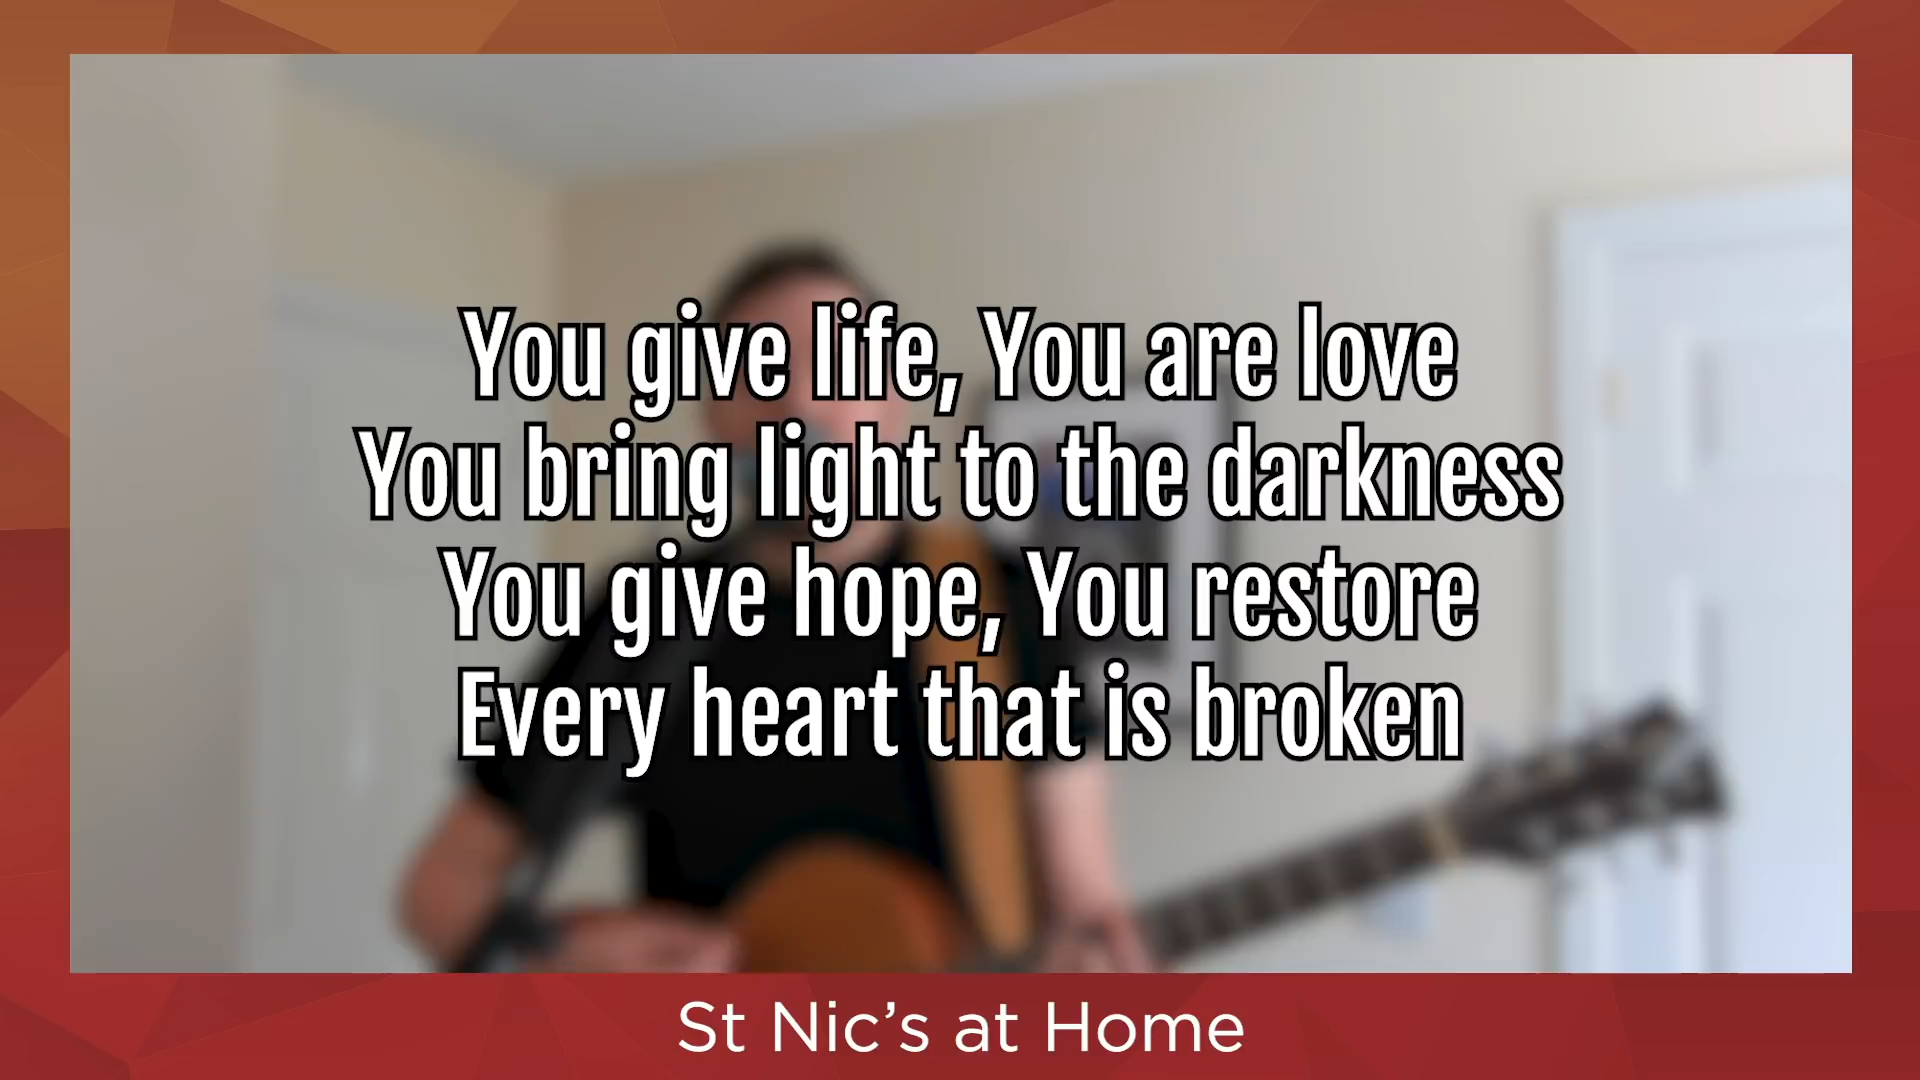 You give life, You are love
You bring light to the darkness
You give hope, You restore
Every heart that is broken
St Nic’s at Home